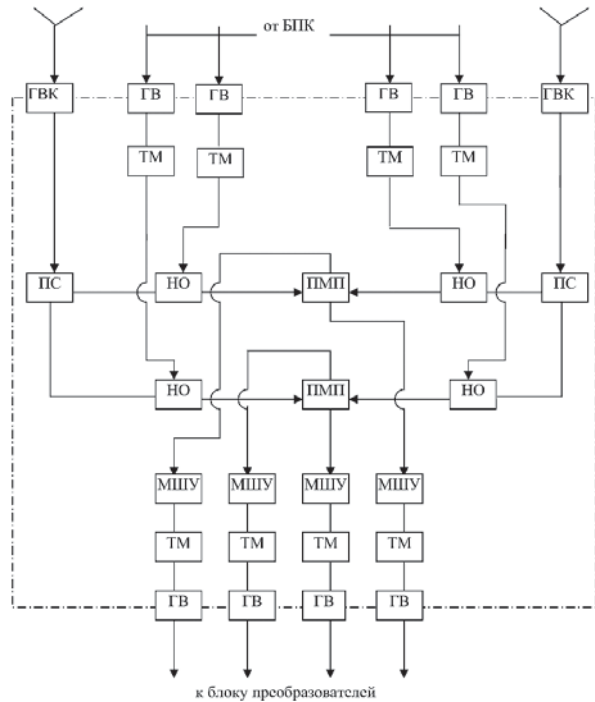 от БПК
ГВК ГВ ГВ ГВ ГВ ГВК
ТМ ТМ ТМ ТМ
ПС НО ПМП НО ПС
НО ПМП НО
МШУ МШУ МШУ МШУ
ТМ ТМ ТМ ТМ
ГВ ГВ ГВ ГВ
к блоку преобразователей